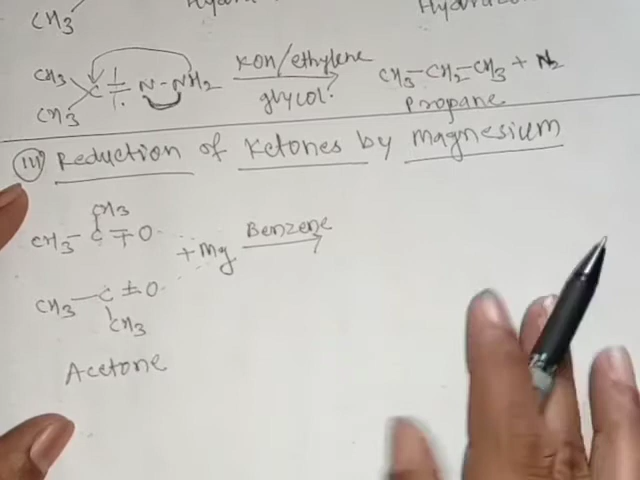 CH3
CH3
KOH/ethylene
C = N-NH2 → CH3-CH2-CH3 + N2
CH3
glycol
Propane
(III) Reduction of Ketones by Magnesium
CH3
CH3-C=O
+Mg Benzene →
CH3-C=O
CH3
Acetone